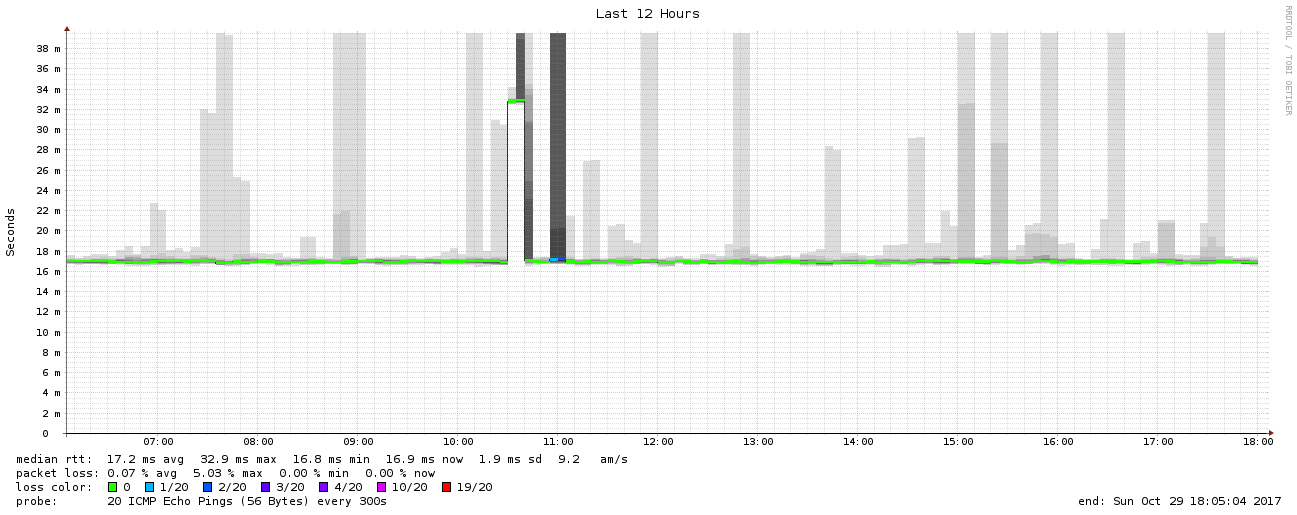 Last 12 Hours
RRDTOOL / TOBI OETIKER
Seconds
38 m
36 m
34 m
32 m
30 m
28 m
26 m
24 m
22 m
20 m
18 m
16 m
14 m
12 m
10 m
8 m
6 m
4 m
2 m
0
07:00 08:00 09:00 10:00 11:00 12:00 13:00 14:00 15:00 16:00 17:00 18:00
median rtt: 17.2 ms avg 32.9 ms max 16.8 ms min 16.9 ms now 1.9 ms sd 9.2 am/s
packet loss: 0.07 % avg 5.03 % max 0.00 % min 0.00 % now
loss color: 0 1/20 2/20 3/20 4/20 10/20 19/20
probe: 20 ICMP Echo Pings (56 Bytes) every 300s end: Sun Oct 29 18:05:04 2017